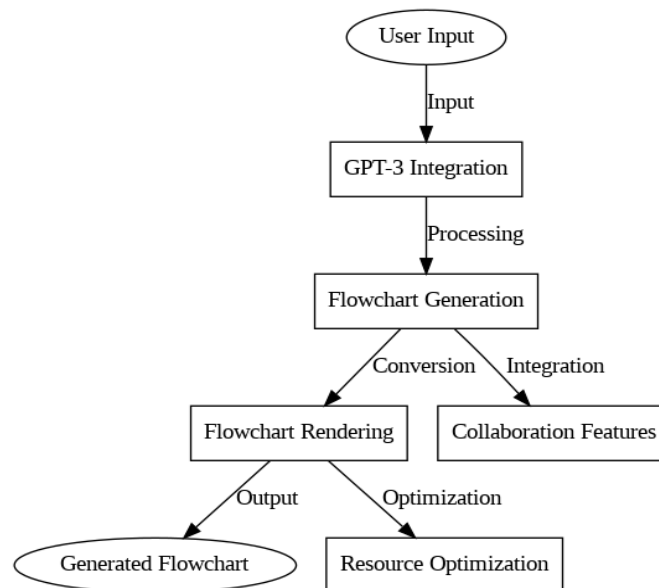 User Input
Input
GPT-3 Integration
Processing
Flowchart Generation
Conversion
Integration
Flowchart Rendering
Collaboration Features
Output
Optimization
Generated Flowchart
Resource Optimization